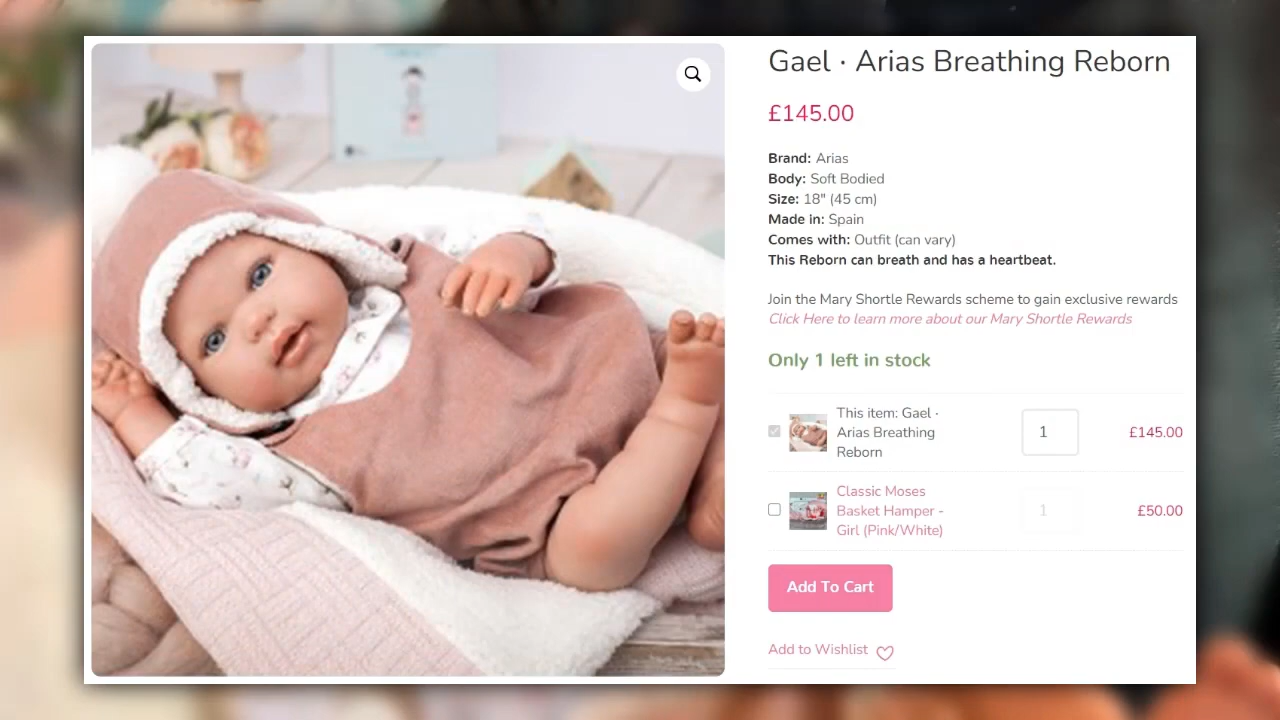 Gael · Arias Breathing Reborn
£145.00
Brand: Arias
Body: Soft Bodied
Size: 18" (45 cm)
Made in: Spain
Comes with: Outfit (can vary)
This Reborn can breath and has a heartbeat.
Join the Mary Shortle Rewards scheme to gain exclusive rewards
Click Here to learn more about our Mary Shortle Rewards
Only 1 left in stock
This item: Gael ·
Arias Breathing
Reborn
1
£145.00
Classic Moses
Basket Hamper -
Girl (Pink/White)
1
£50.00
Add To Cart
Add to Wishlist